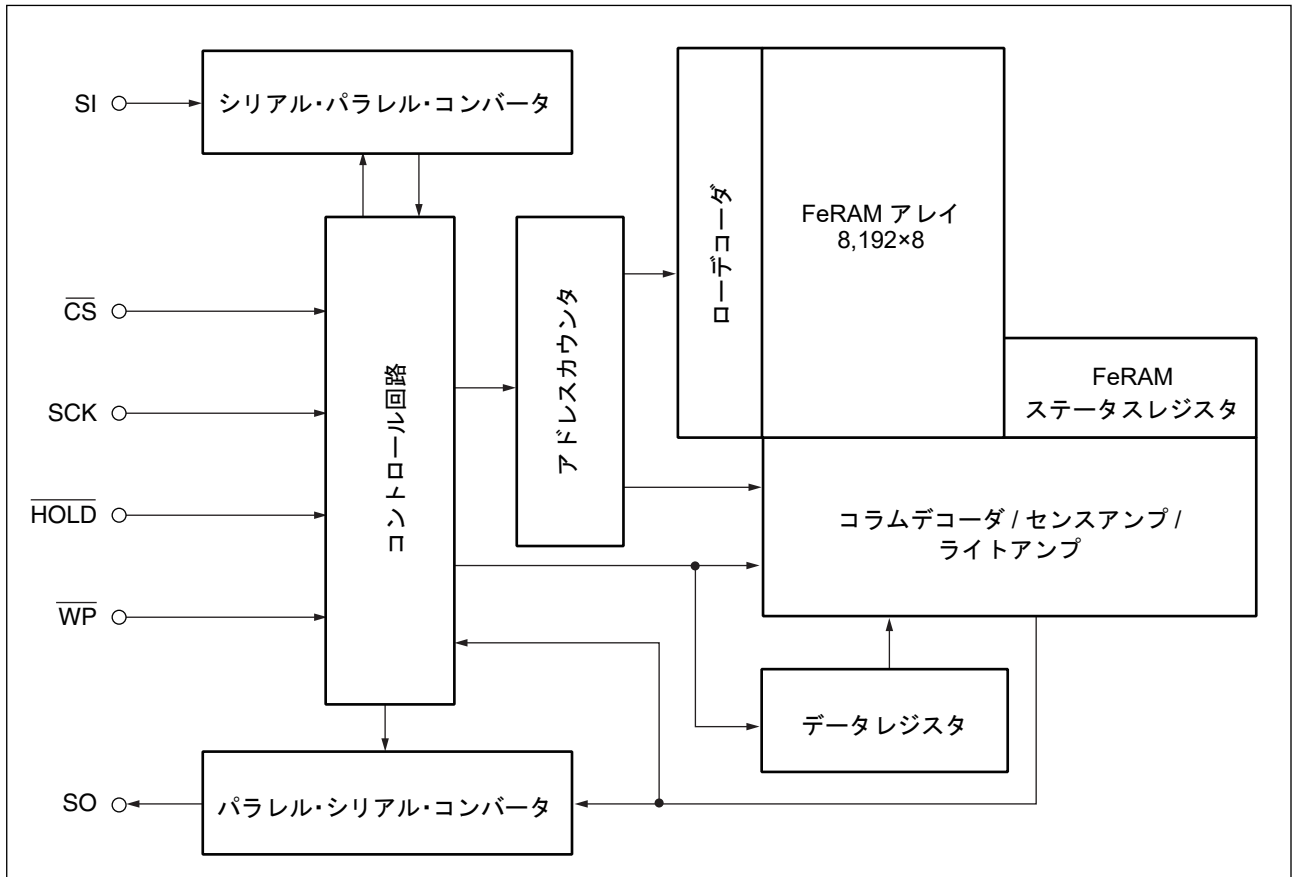 SI
シリアル・パラレル・コンバータ
ローデコーダ
FeRAM アレイ
8,192×8
C̅S̅
SCK
H̅O̅L̅D̅
W̅P̅
コントロール回路
アドレスカウンタ
FeRAM
ステータスレジスタ
コラムデコーダ / センスアンプ /
ライトアンプ
データレジスタ
SO
パラレル・シリアル・コンバータ